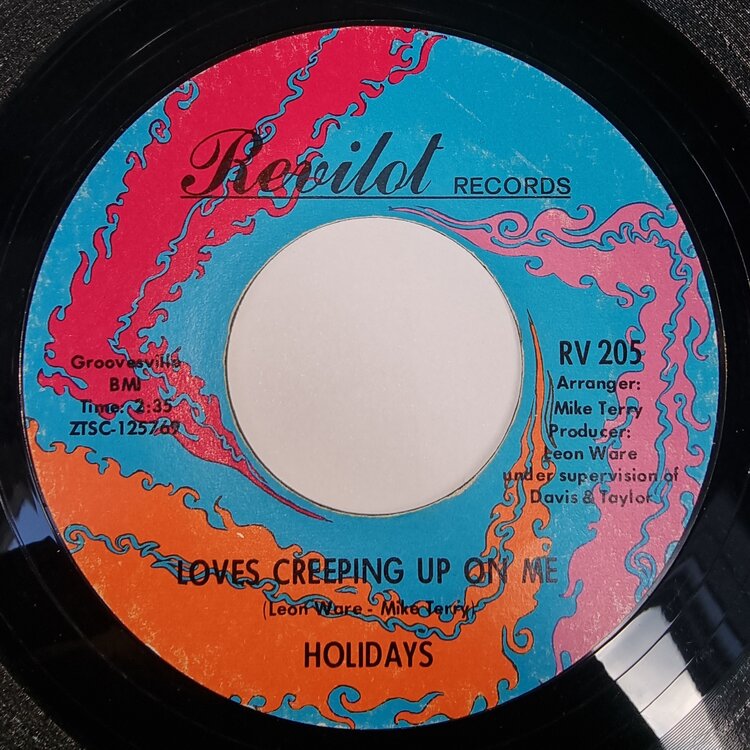 Revilot RECORDS
Groovesville
BMI
Time: 2:35
ZTSC-125769
RV 205
Arranger:
Mike Terry
Producer:
Leon Ware
under supervision of
Davis & Taylor
LOVES CREEPING UP ON ME
(Leon Ware - Mike Terry)
HOLIDAYS